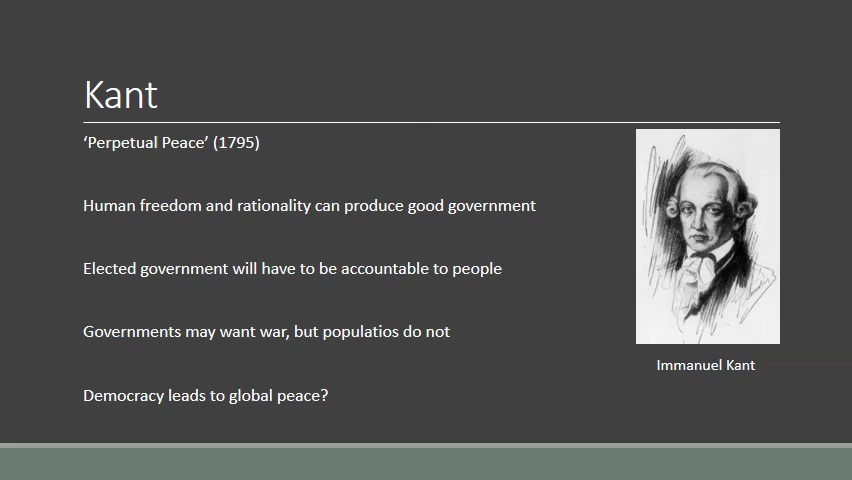 Kant
‘Perpetual Peace’ (1795)
Human freedom and rationality can produce good government
Elected government will have to be accountable to people
Governments may want war, but populatios do not
Democracy leads to global peace?
Immanuel Kant